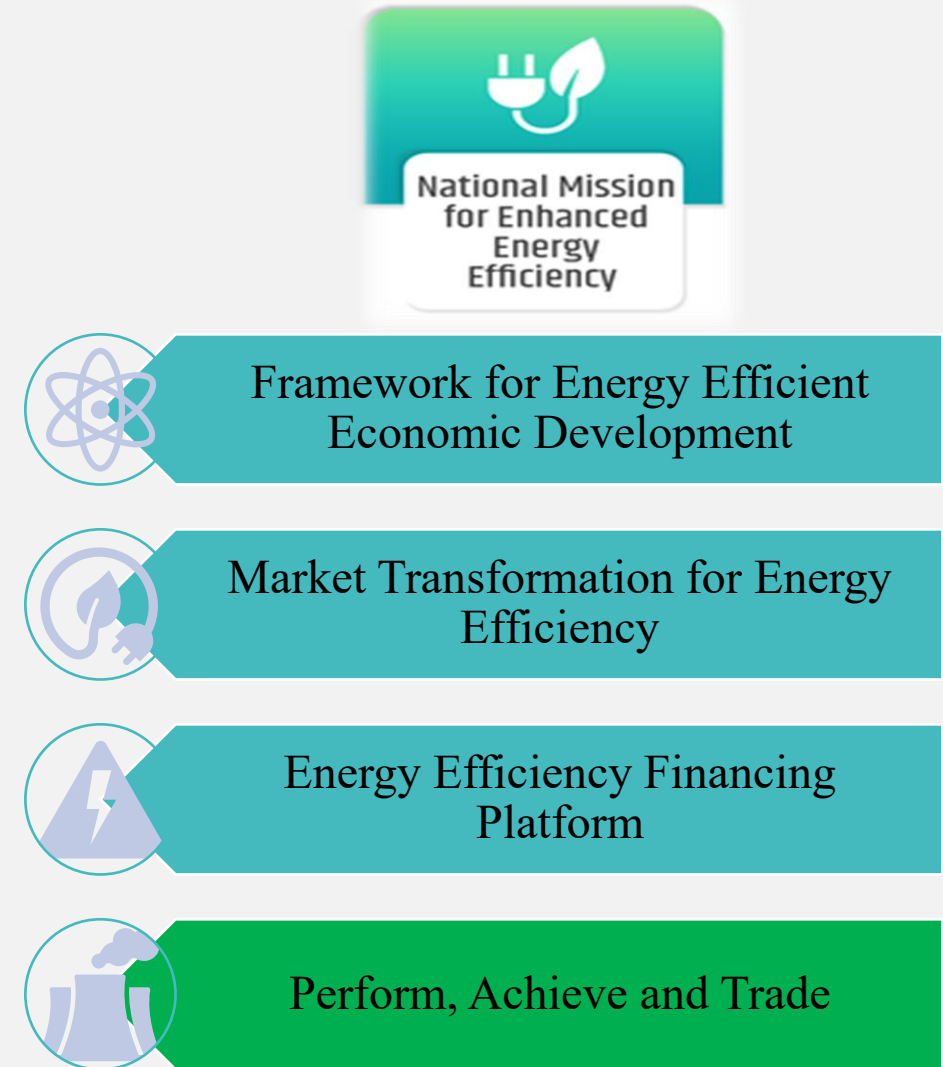 National Mission
for Enhanced
Energy
Efficiency
Framework for Energy Efficient
Economic Development
Market Transformation for Energy
Efficiency
Energy Efficiency Financing
Platform
Perform, Achieve and Trade